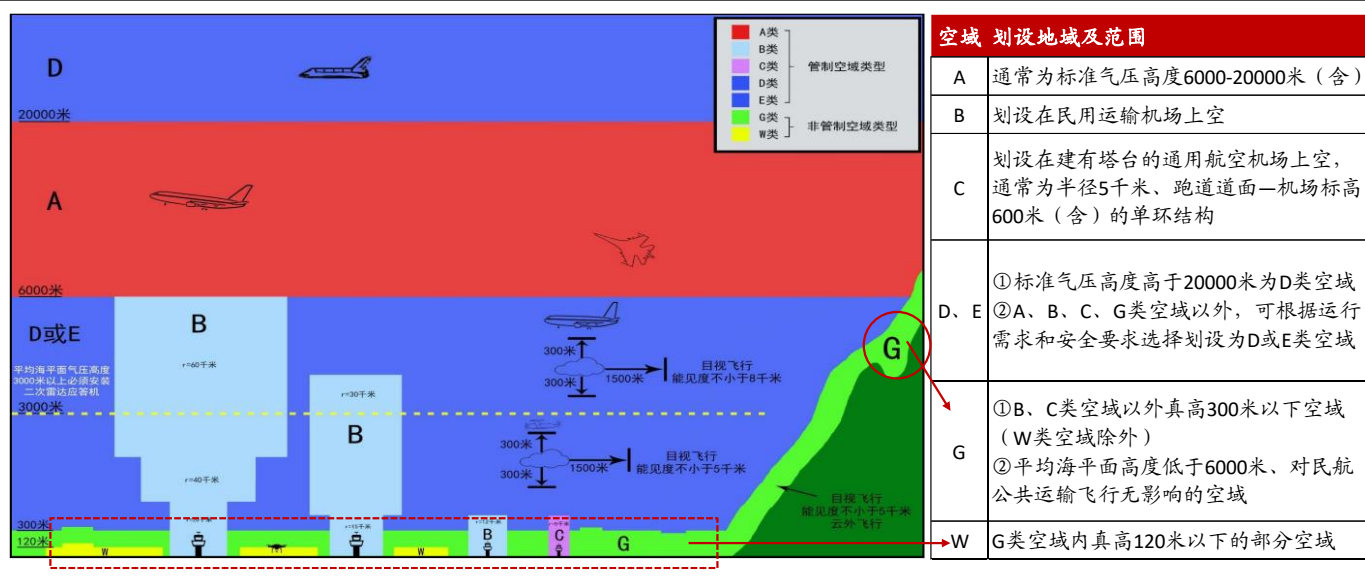 A类
B类
C类
D类
E类
管制空域类型
G类
W类
非管制空域类型
D
20000米
A
6000米
D或E
平均海平面气压高度
3000米以上必须安装
二次雷达应答机
3000米
B
r=60千米
r=40千米
r=30千米
B
r=15千米
300米
300米
1500米
目视飞行
能见度不小于8千米
300米
300米
1500米
目视飞行
能见度不小于5千米
G
目视飞行
能见度不小于5千米
云外飞行
300米
120米
W
W
B
C
G
空域 划设地域及范围
A 通常为标准气压高度6000-20000米（含）
B 划设在民用运输机场上空
C 划设在建有塔台的通用航空机场上空，
通常为半径5千米、跑道道面—机场标高
600米（含）的单环结构
D、E ①标准气压高度高于20000米为D类空域
②A、B、C、G类空域以外，可根据运行
需求和安全要求选择划设为D或E类空域
G ①B、C类空域以外真高300米以下空域
（W类空域除外）
②平均海平面高度低于6000米、对民航
公共运输飞行无影响的空域
W G类空域内真高120米以下的部分空域